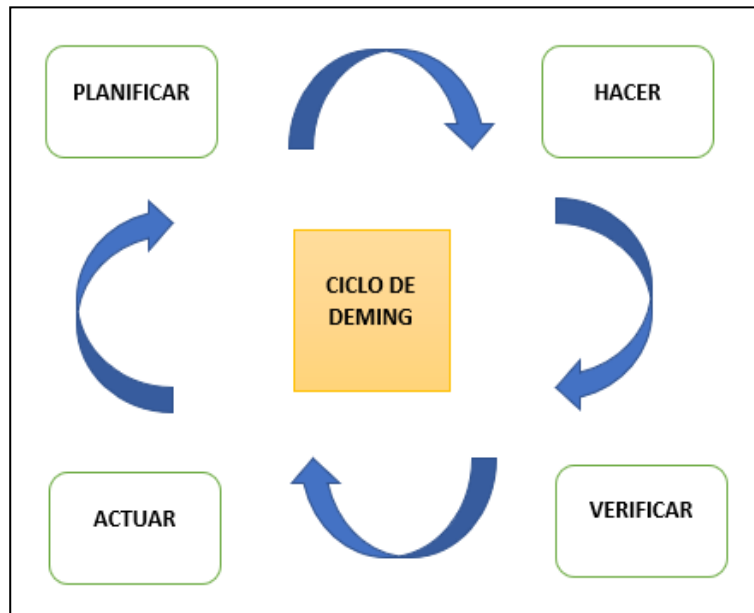 PLANIFICAR
HACER
CICLO DE
DEMING
ACTUAR
VERIFICAR